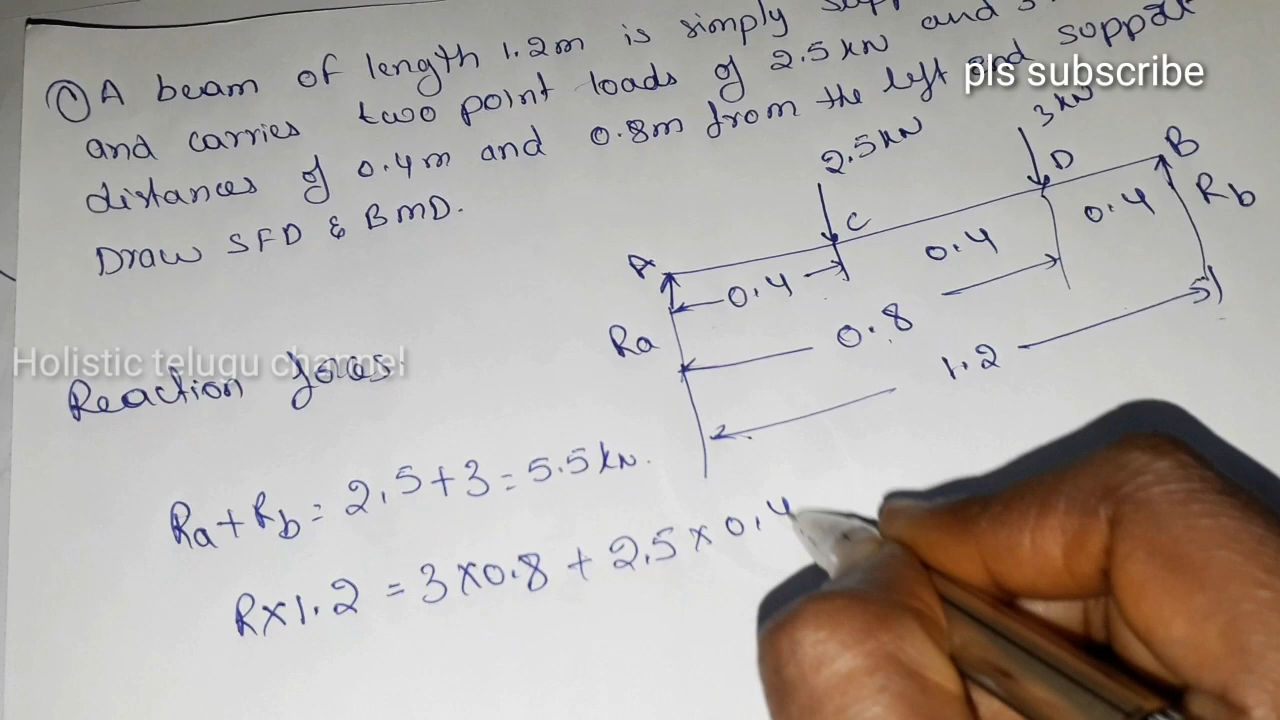 ① A beam of length 1.2m is simply
and carries two point loads of 2.5 kN and 3
distances of 0.4m and 0.8m from the left end support
Draw SFD & BMD.
pls subscribe
2.5kN
3kN
A
C
D
B
Ra
Rb
0.4
0.4
0.4
0.8
1.2
Holistic telugu channel
Reaction forces
Ra+Rb = 2.5+3 = 5.5 kN.
R×1.2 = 3×0.8 + 2.5×0.4